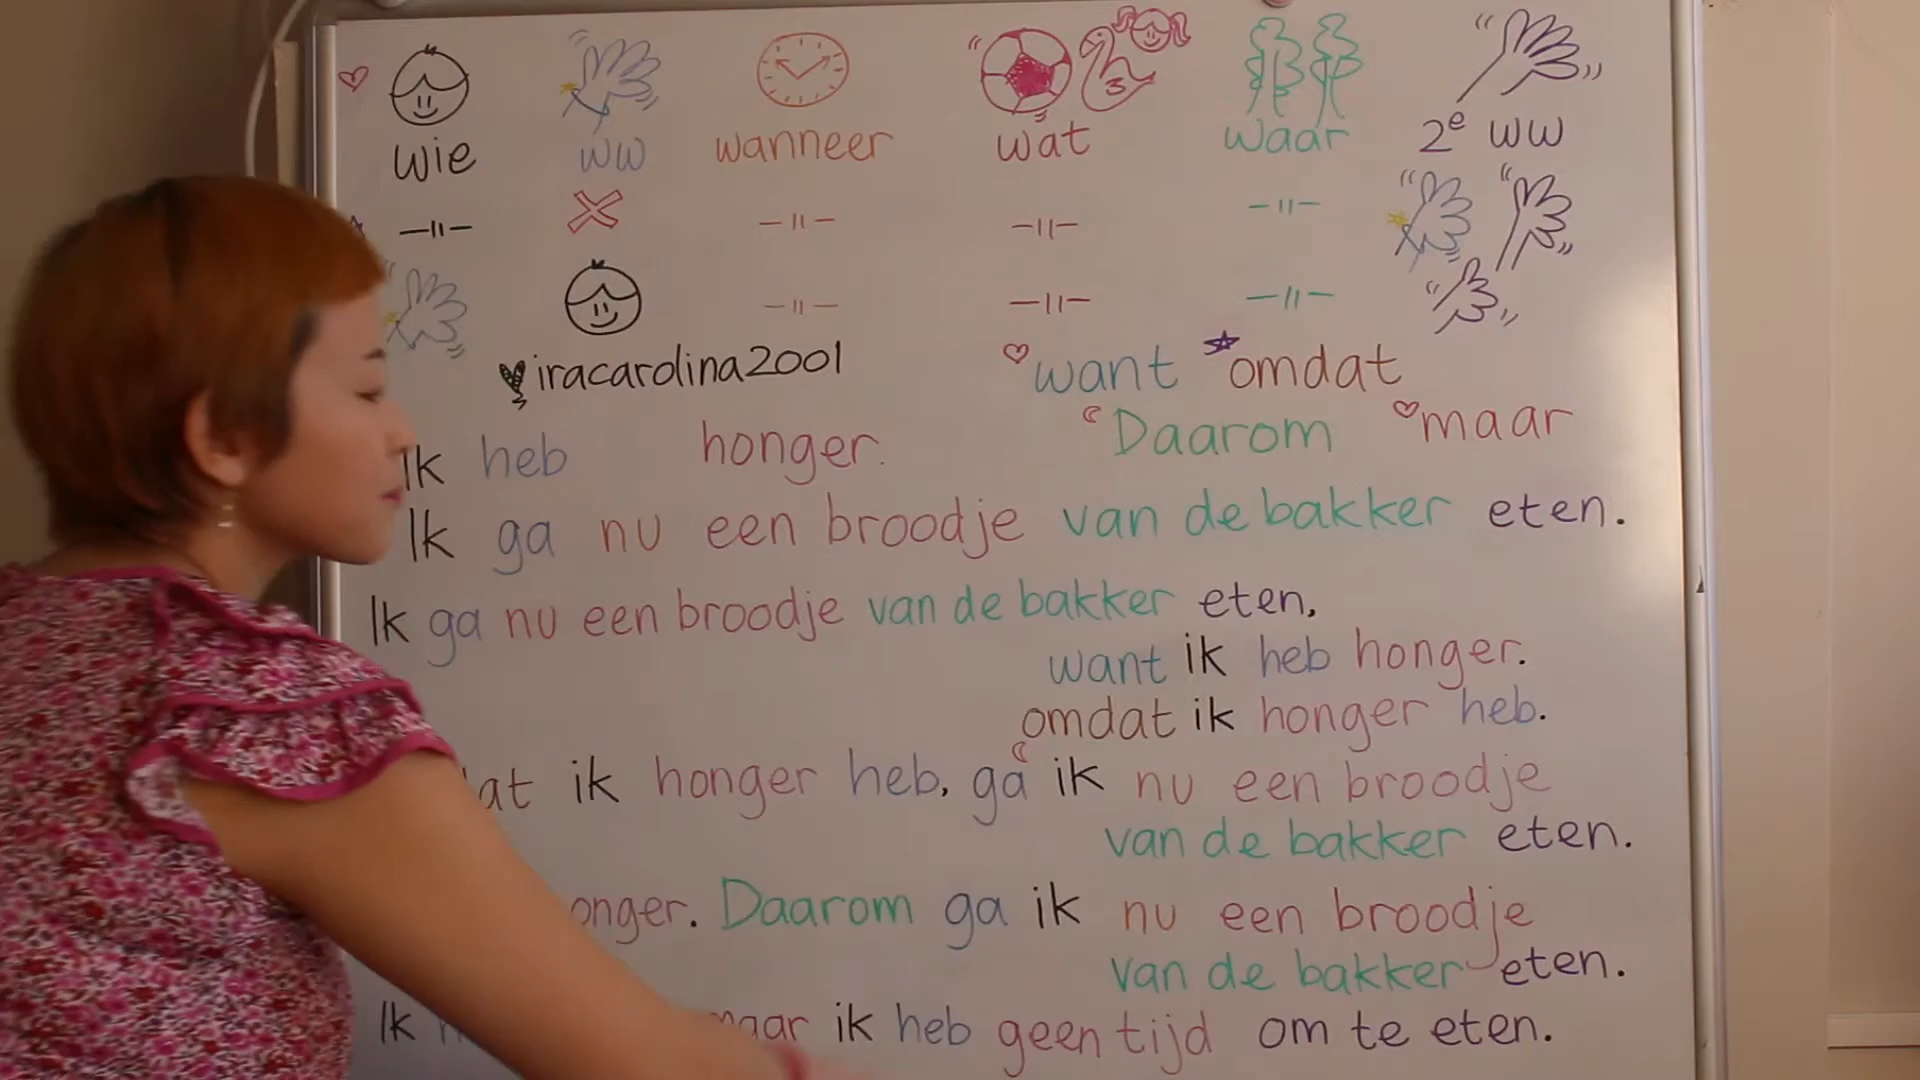 wie ww wanneer wat waar 2e ww
iracarolina2001 want omdat
Daarom maar
Ik heb honger.
Ik ga nu een broodje van de bakker eten.
Ik ga nu een broodje van de bakker eten,
want ik heb honger.
omdat ik honger heb.
ik honger heb, ga ik nu een broodje
van de bakker eten.
Daarom ga ik nu een broodje
van de bakker eten.
Ik maar ik heb geen tijd om te eten.